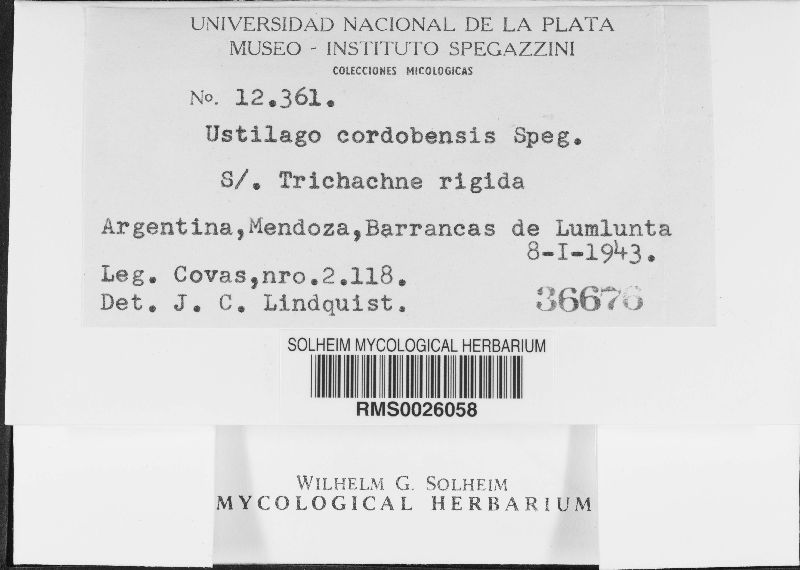 UNIVERSIDAD NACIONAL DE LA PLATA
MUSEO - INSTITUTO SPEGAZZINI
COLECCIONES MICOLOGICAS
No. 12.361.
Ustilago cordobensis Speg.
S/. Trichachne rigida
Argentina,Mendoza,Barrancas de Lumlunta
8-I-1943.
Leg. Covas,nro.2.118.
Det. J. C. Lindquist.
36676
SOLHEIM MYCOLOGICAL HERBARIUM
RMS0026058
WILHELM G. SOLHEIM
MYCOLOGICAL HERBARIUM